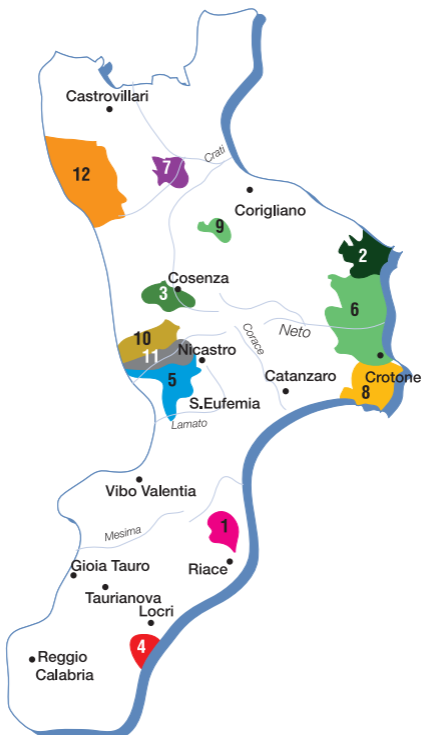 Castrovillari
12
7
Crati
Corigliano
9
2
Cosenza
3
6
10
Neto
11
Nicastro
Corace
5
Catanzaro
Crotone
8
S.Eufemia
Lamato
Vibo Valentia
1
Mesima
Gioia Tauro
Riace
Taurianova
Locri
4
Reggio
Calabria